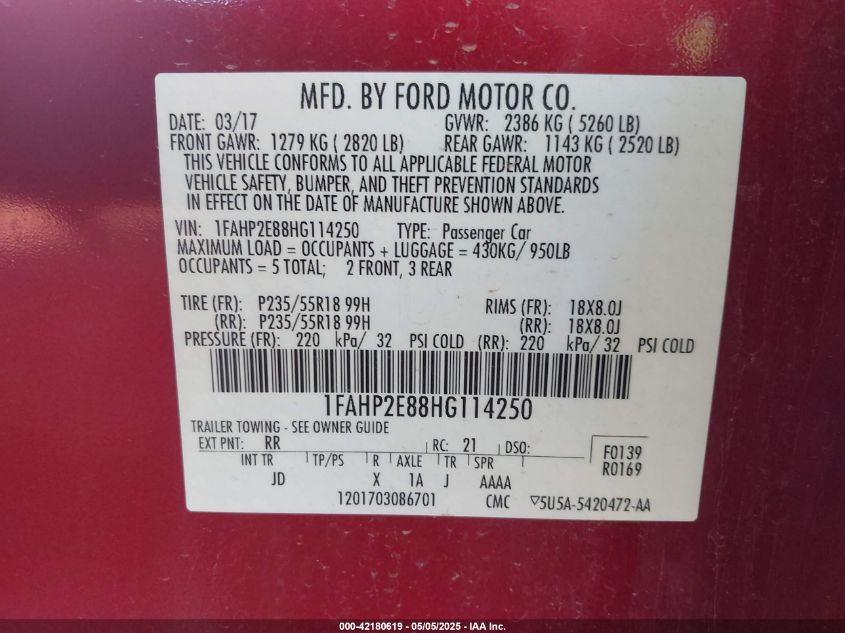 MFD. BY FORD MOTOR CO.
DATE: 03/17 GVWR: 2386 KG ( 5260 LB)
FRONT GAWR: 1279 KG ( 2820 LB) REAR GAWR: 1143 KG ( 2520 LB)
THIS VEHICLE CONFORMS TO ALL APPLICABLE FEDERAL MOTOR
VEHICLE SAFETY, BUMPER, AND THEFT PREVENTION STANDARDS
IN EFFECT ON THE DATE OF MANUFACTURE SHOWN ABOVE.
VIN: 1FAHP2E88HG114250 TYPE: Passenger Car
MAXIMUM LOAD = OCCUPANTS + LUGGAGE = 430KG/ 950LB
OCCUPANTS = 5 TOTAL; 2 FRONT, 3 REAR
TIRE (FR): P235/55R18 99H RIMS (FR): 18X8.0J
(RR): P235/55R18 99H (RR): 18X8.0J
PRESSURE (FR): 220 kPa/ 32 PSI COLD (RR): 220 kPa/ 32 PSI COLD
1FAHP2E88HG114250
TRAILER TOWING - SEE OWNER GUIDE
EXT PNT: RR RC: 21 DSO: F0139
INT TR TP/PS R AXLE TR SPR R0169
JD X 1A J AAAA
1201703086701 CMC ▽5U5A-5420472-AA
000-42180619 - 05/05/2025 - IAA Inc.